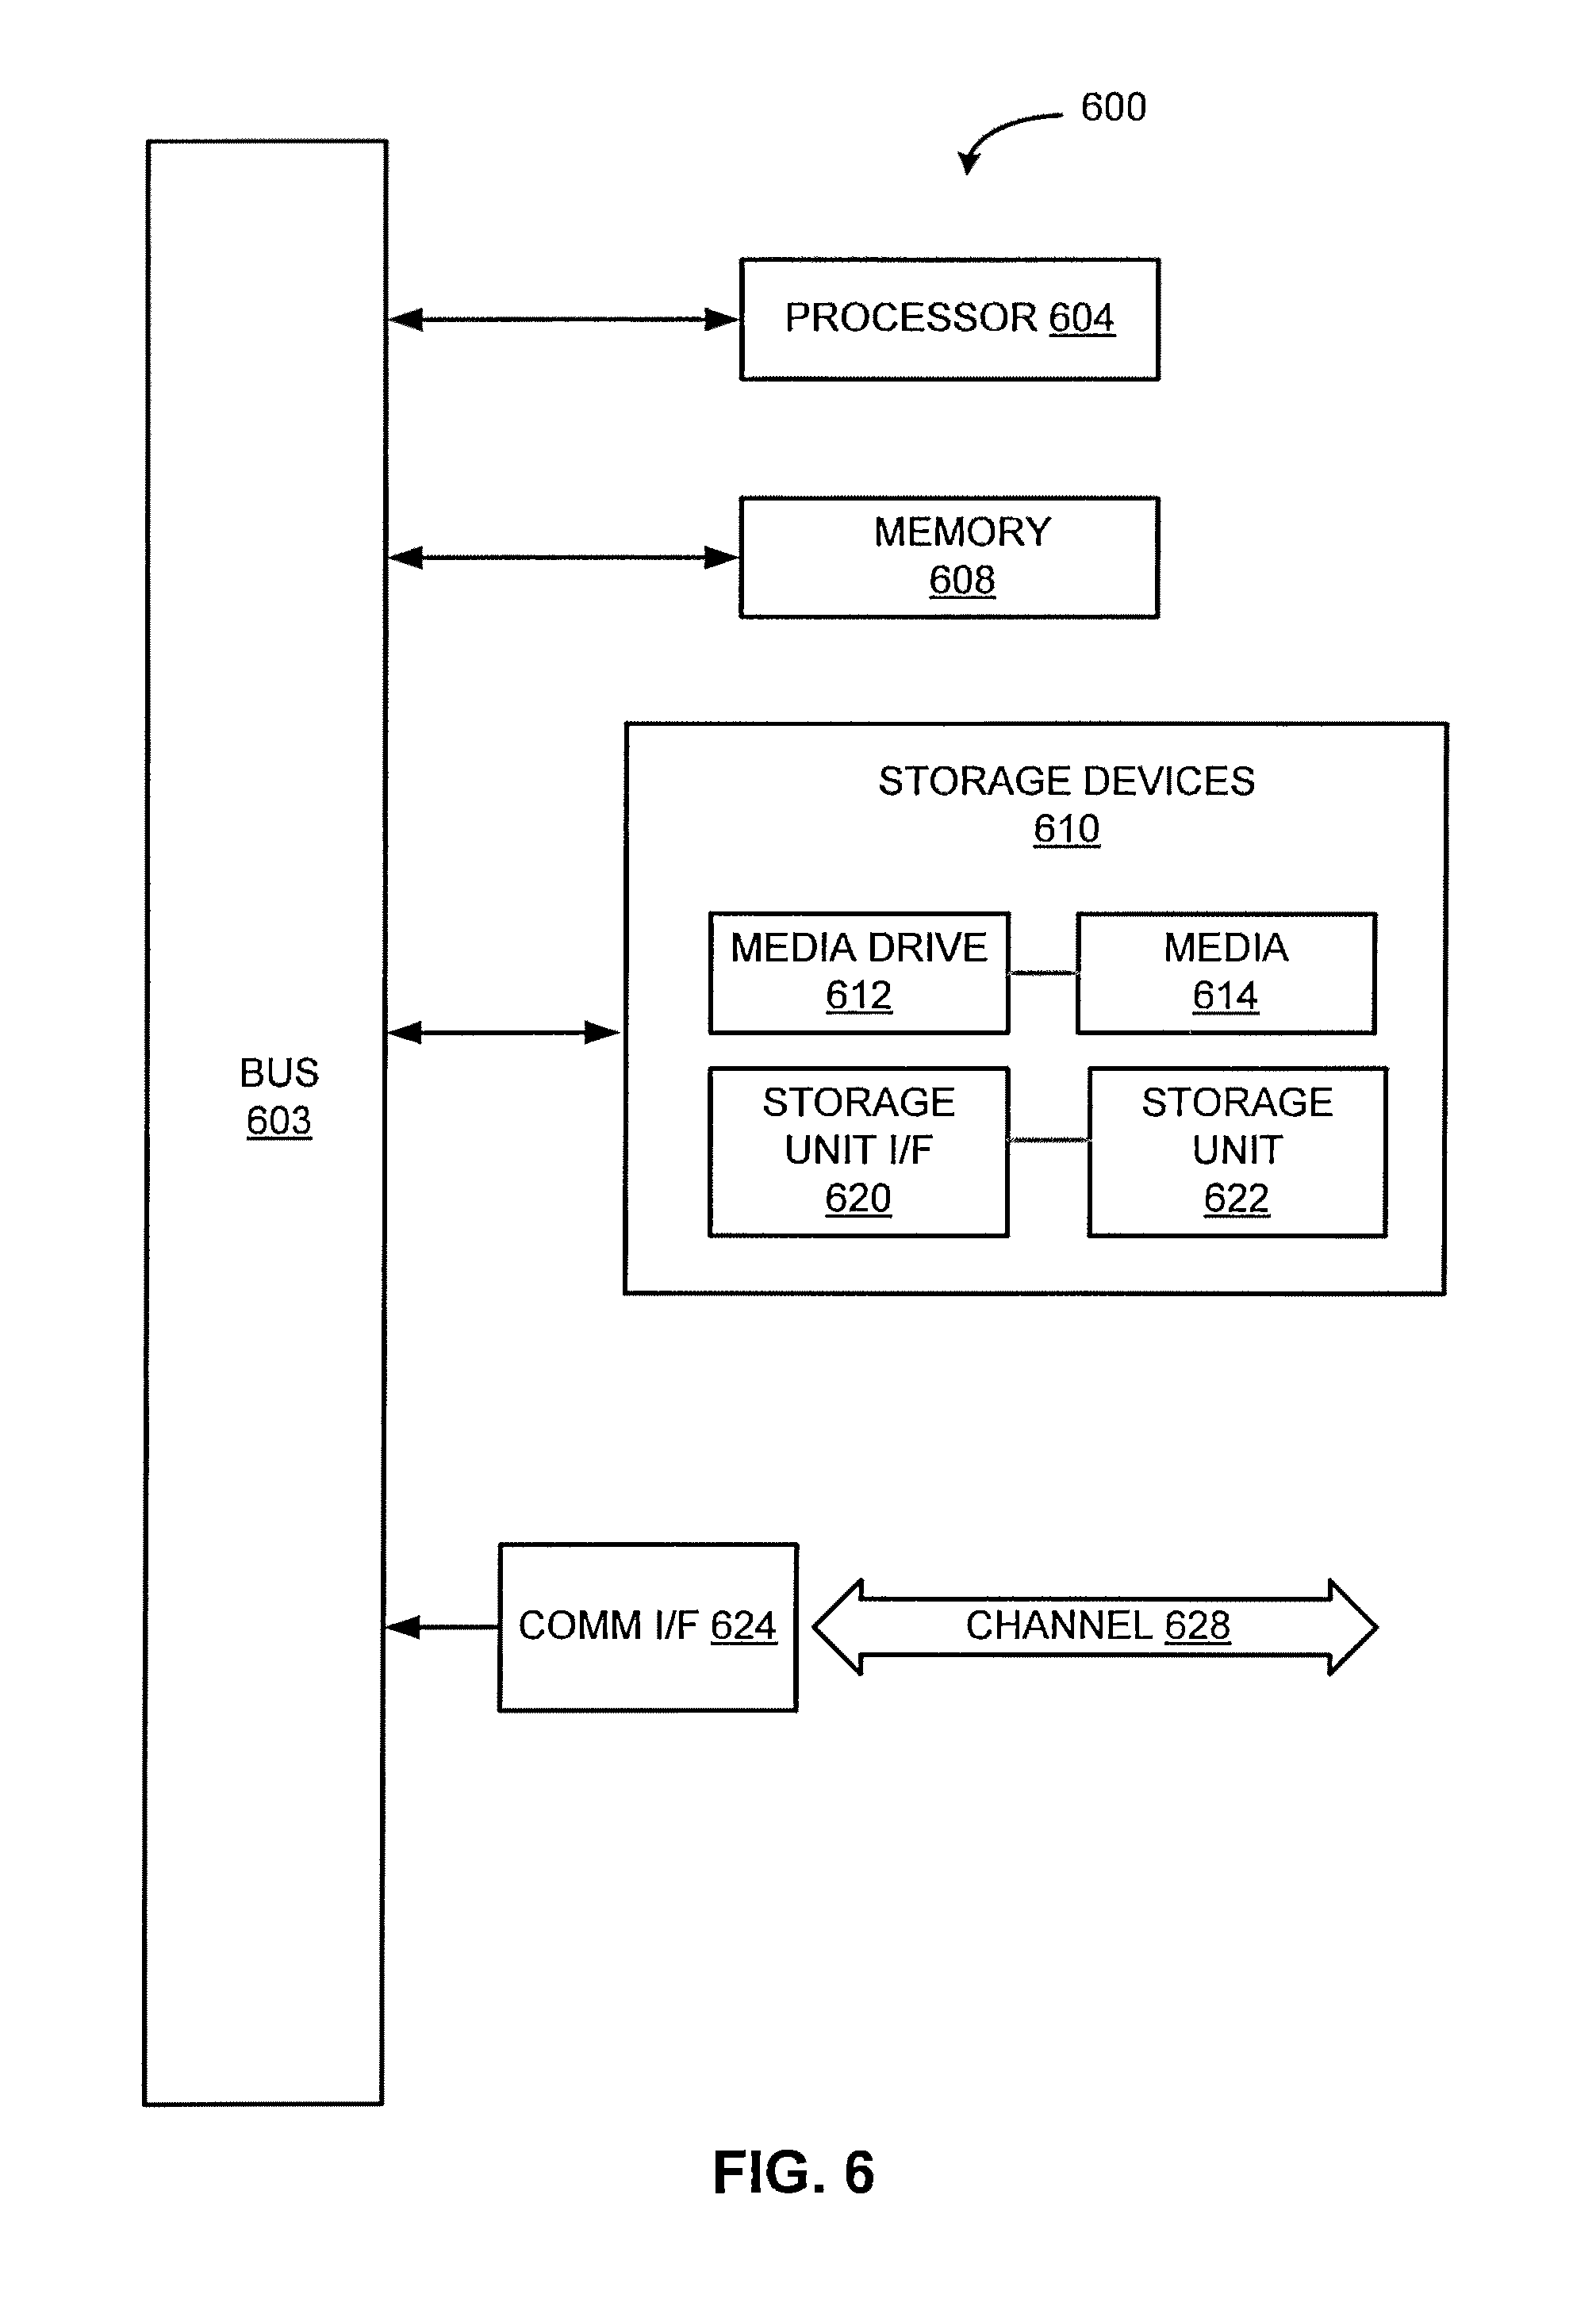 600
PROCESSOR 604
MEMORY
608
STORAGE DEVICES
610
MEDIA DRIVE
612
MEDIA
614
BUS
603
STORAGE
UNIT I/F
620
STORAGE
UNIT
622
COMM I/F 624
CHANNEL 628
FIG. 6